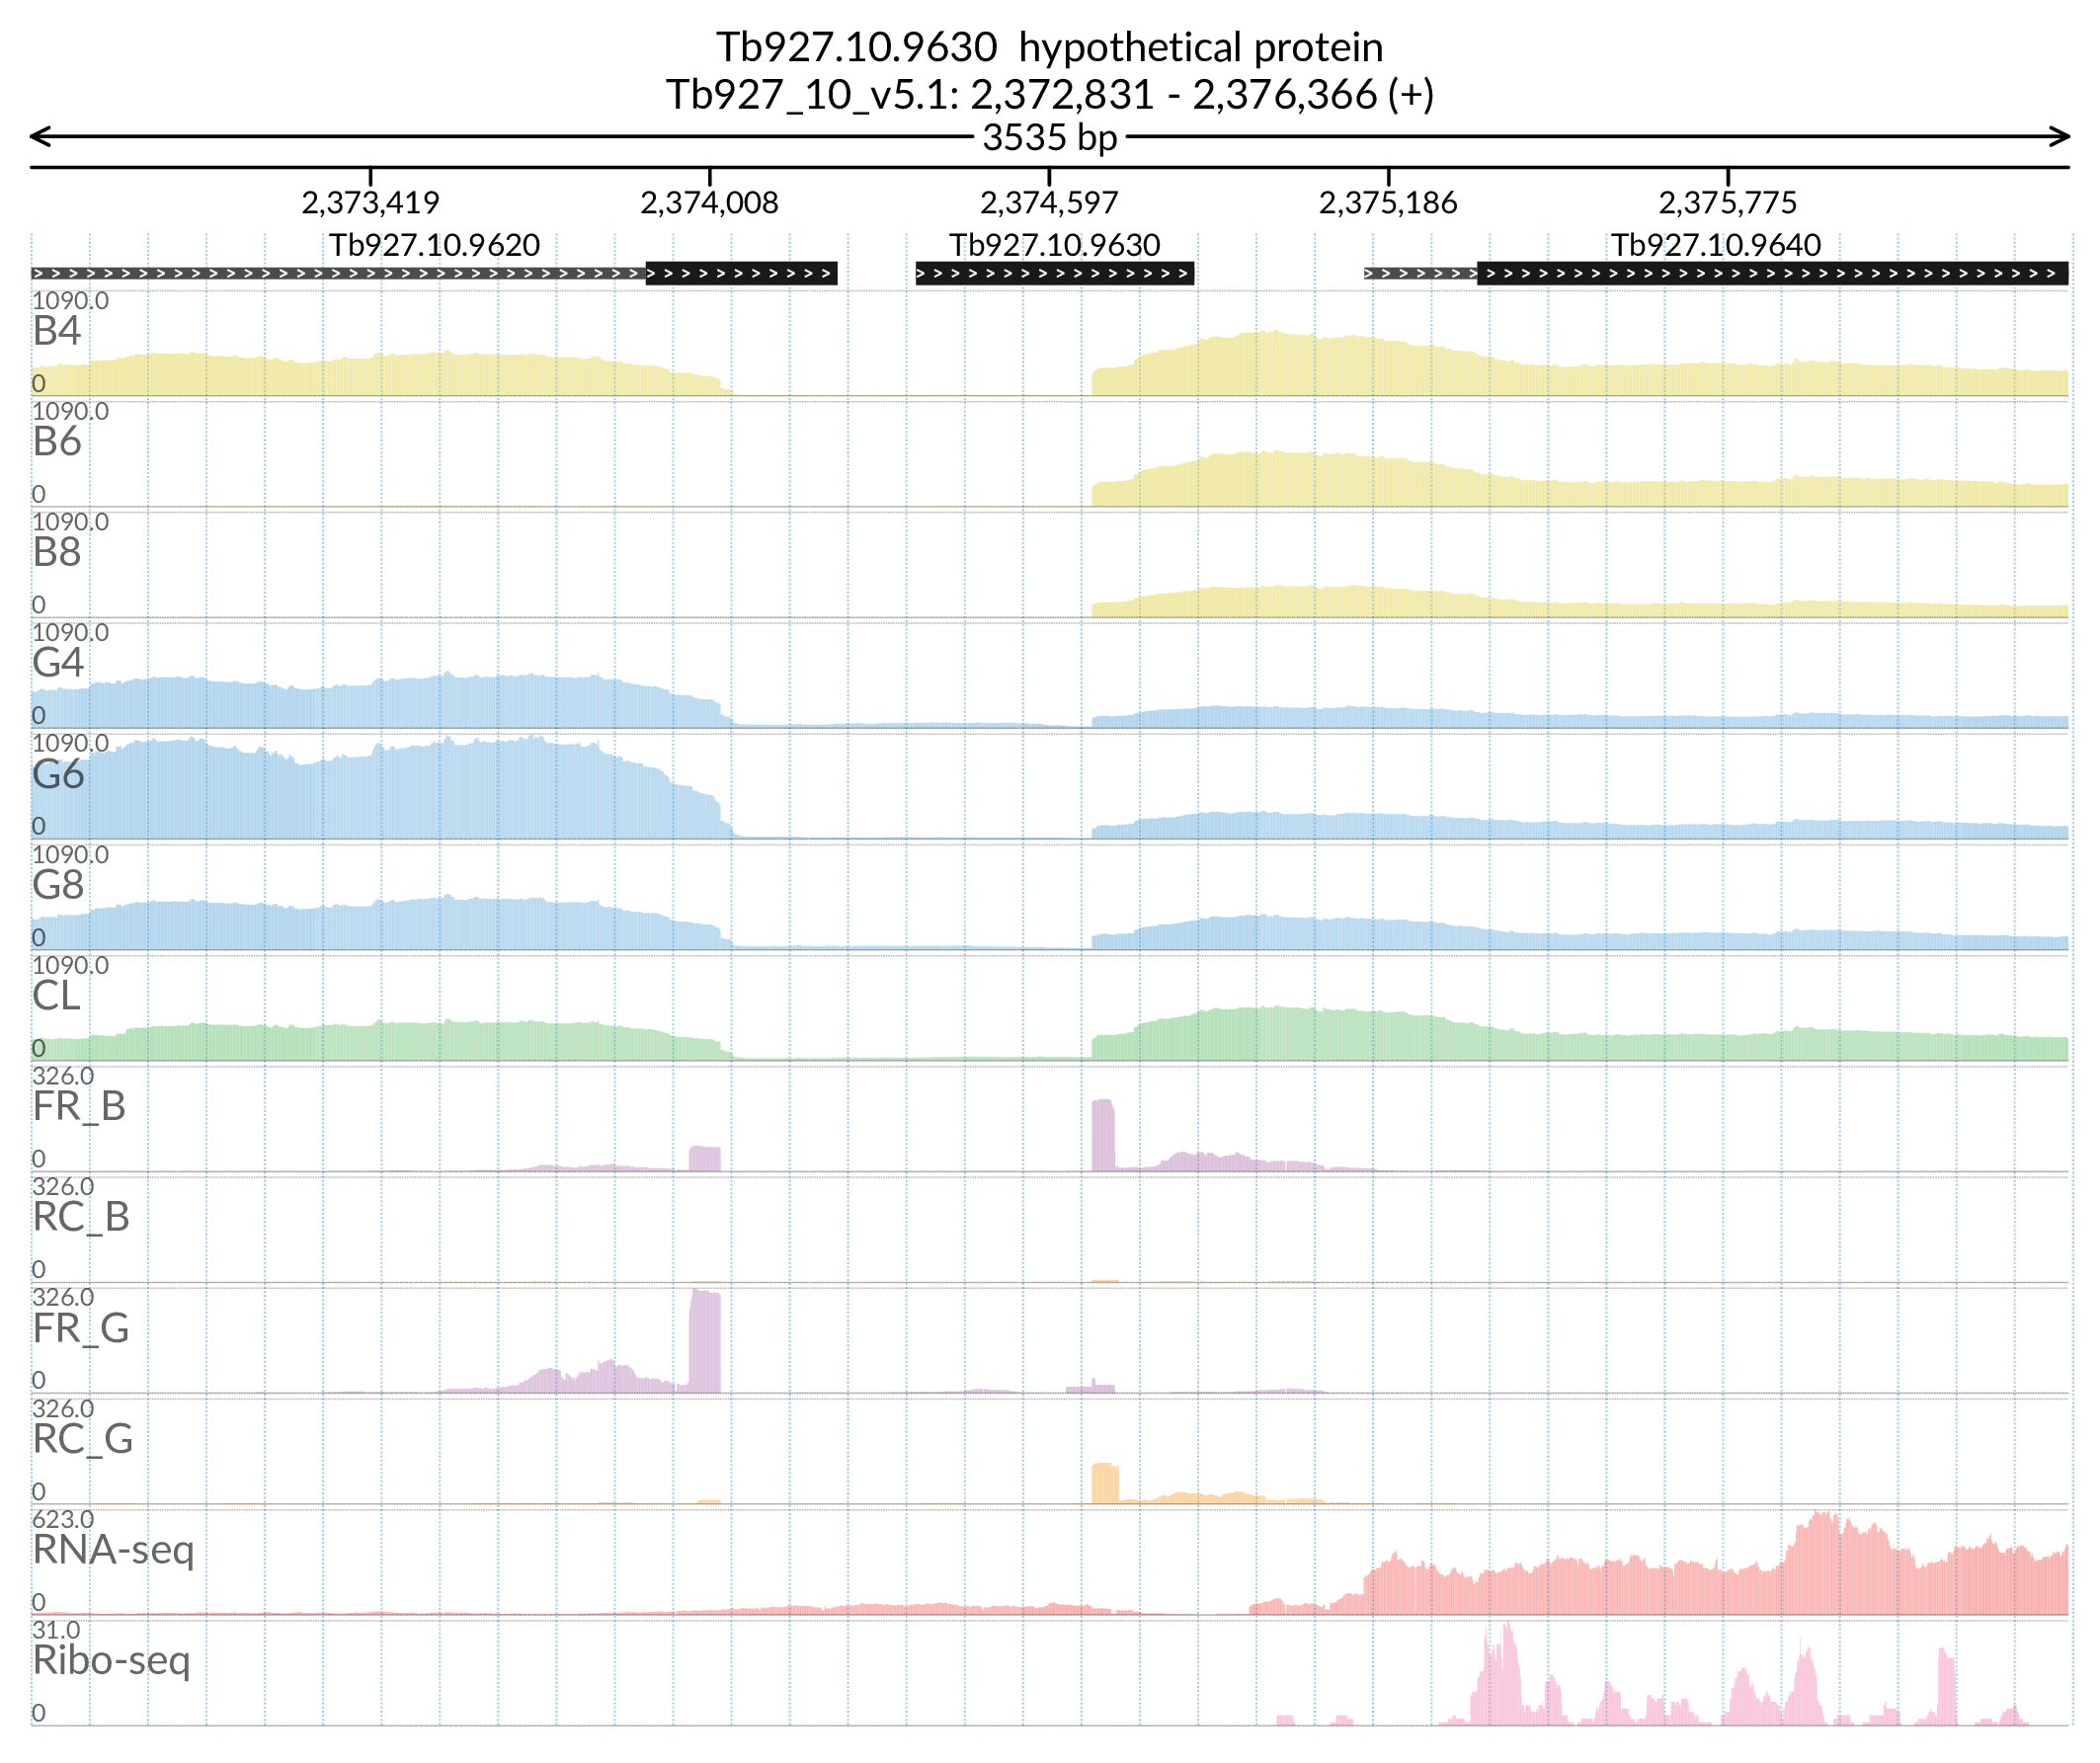 Tb927.10.9630 hypothetical protein
Tb927_10_v5.1: 2,372,831 - 2,376,366 (+)
3535 bp
2,373,419 2,374,008 2,374,597 2,375,186 2,375,775
Tb927.10.9620 Tb927.10.9630 Tb927.10.9640
1090.0
B4
0
1090.0
B6
0
1090.0
B8
0
1090.0
G4
0
1090.0
G6
0
1090.0
G8
0
1090.0
CL
0
326.0
FR_B
0
326.0
RC_B
0
326.0
FR_G
0
326.0
RC_G
0
623.0
RNA-seq
0
31.0
Ribo-seq
0